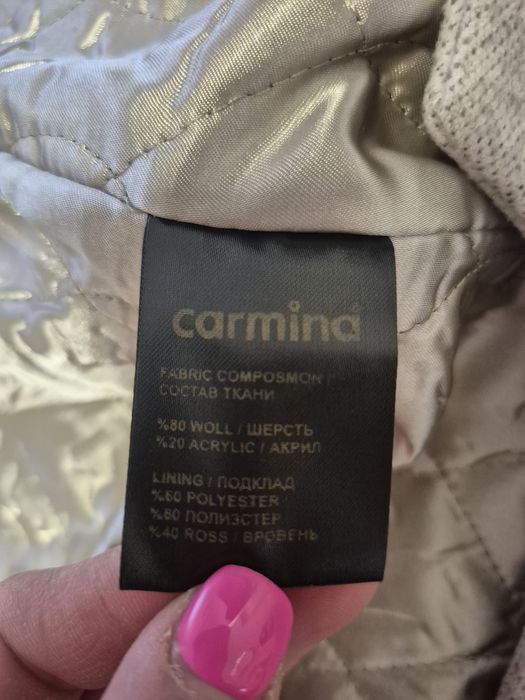 carmina
FABRIC COMPOSMON
СОСТАВ ТКАНИ
%80 WOLL / ШЕРСТЬ
%20 ACRYLIC / АКРИЛ
LINING / ПОДКЛАД
%60 POLYESTER
%60 ПОЛИЭСТЕР
%40 ROSS / ВРОВЕНЬ